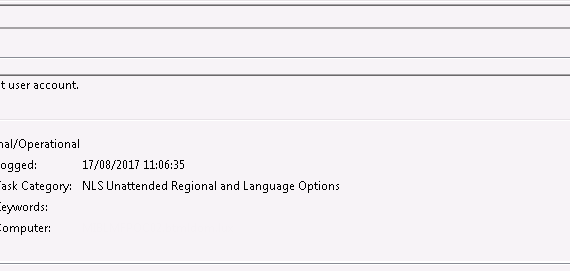 t user account.
nal/Operational
ogged: 17/08/2017 11:06:35
Task Category: NLS Unattended Regional and Language Options
Keywords:
Computer: